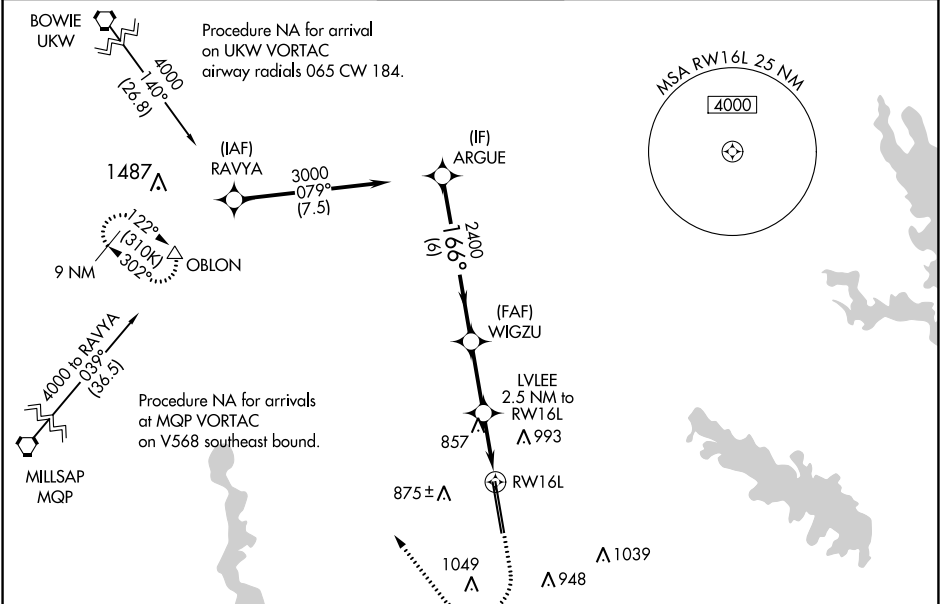 BOWIE
UKW
Procedure NA for arrival
on UKW VORTAC
airway radials 065 CW 184.
4000
140°
(26.8)
MSA RW16L 25 NM
4000
(IAF)
RAVYA
1487
3000
079°
(7.5)
(IF)
ARGUE
122°
(310K)
302°
9 NM
OBLON
2400
166°
(6)
(FAF)
WIGZU
4000 to RAVYA
039°
(36.5)
LVLEE
2.5 NM to
RW16L
Procedure NA for arrivals
at MQP VORTAC
on V568 southeast bound.
857
993
MILLSAP
MQP
RW16L
875±
1049
1039
948